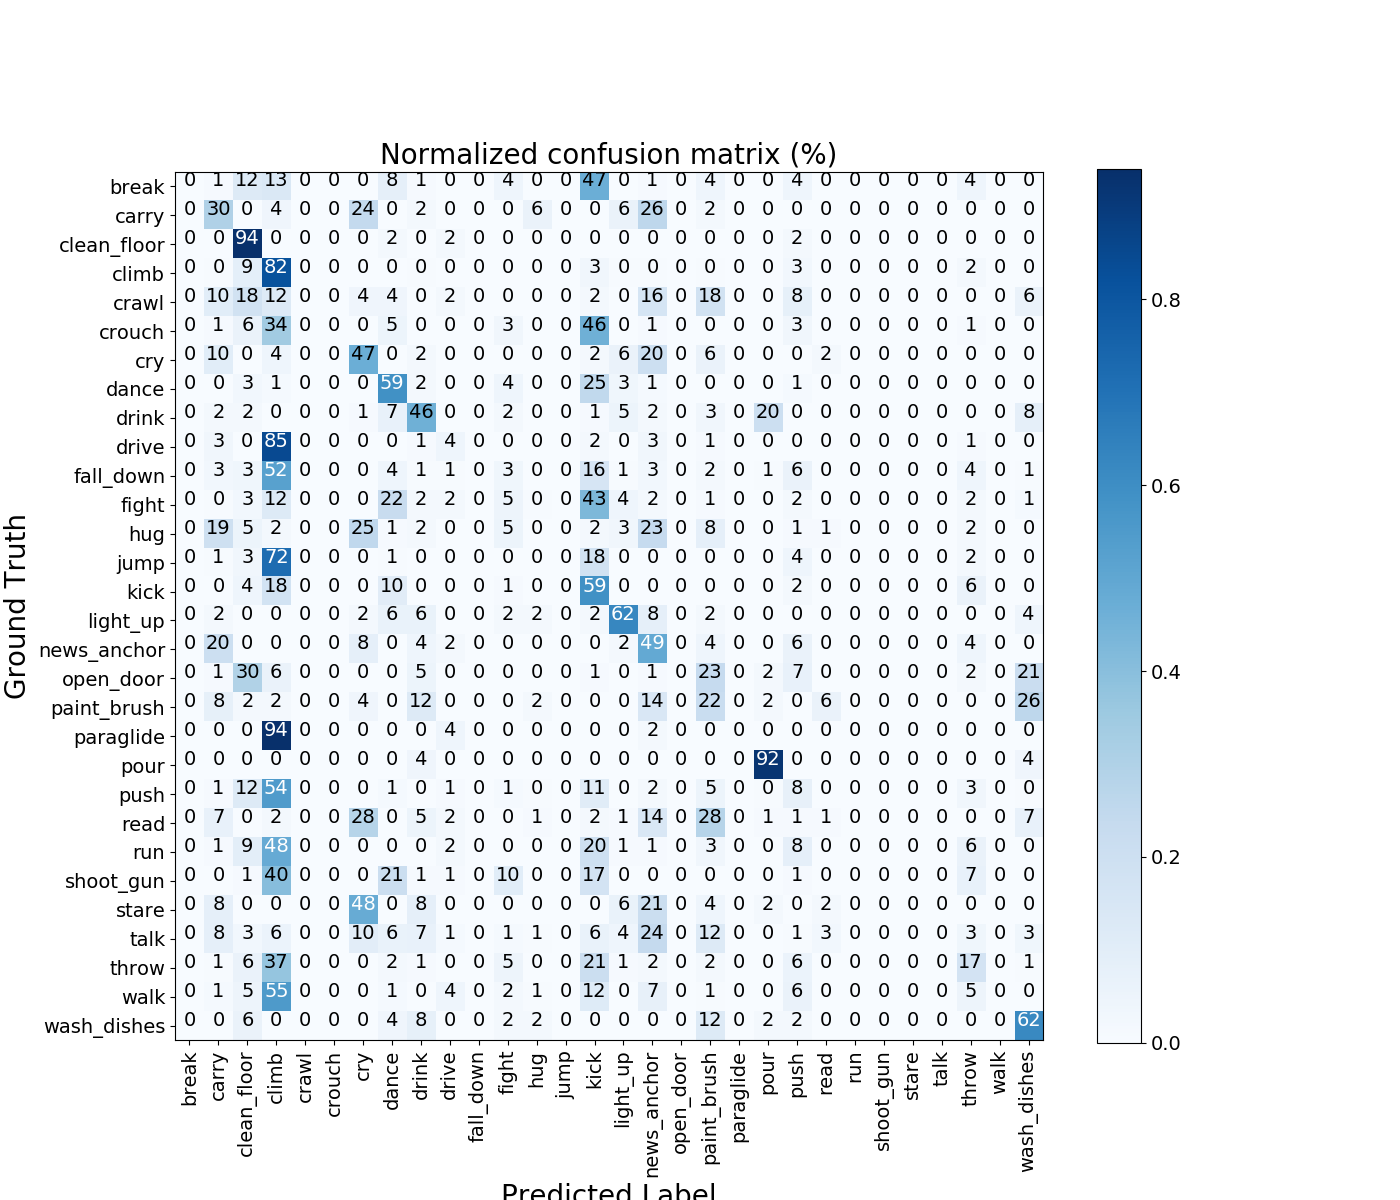 Normalized confusion matrix (%)
break 0 1 12 13 0 0 0 8 1 0 0 4 0 0 47 0 1 0 4 0 0 4 0 0 0 0 0 4 0 0
carry 0 30 0 4 0 0 24 0 2 0 0 0 6 0 0 6 26 0 2 0 0 0 0 0 0 0 0 0 0 0
clean_floor 0 0 94 0 0 0 0 2 0 2 0 0 0 0 0 0 0 0 0 0 0 2 0 0 0 0 0 0 0 0
climb 0 0 9 82 0 0 0 0 0 0 0 0 0 0 3 0 0 0 0 0 0 3 0 0 0 0 0 2 0 0
crawl 0 10 18 12 0 0 4 4 0 2 0 0 0 0 2 0 16 0 18 0 0 8 0 0 0 0 0 0 0 6
crouch 0 1 6 34 0 0 0 5 0 0 0 3 0 0 46 0 1 0 0 0 0 3 0 0 0 0 0 1 0 0
cry 0 10 0 4 0 0 47 0 2 0 0 0 0 0 2 6 20 0 6 0 0 0 2 0 0 0 0 0 0 0
dance 0 0 3 1 0 0 0 59 2 0 0 4 0 0 25 3 1 0 0 0 0 1 0 0 0 0 0 0 0 0
drink 0 2 2 0 0 0 1 7 46 0 0 2 0 0 1 5 2 0 3 0 20 0 0 0 0 0 0 0 0 8
drive 0 3 0 85 0 0 0 0 1 4 0 0 0 0 2 0 3 0 1 0 0 0 0 0 0 0 0 1 0 0
fall_down 0 3 3 52 0 0 0 4 1 1 0 3 0 0 16 1 3 0 2 0 1 6 0 0 0 0 0 4 0 1
fight 0 0 3 12 0 0 0 22 2 2 0 5 0 0 43 4 2 0 1 0 0 2 0 0 0 0 0 2 0 1
hug 0 19 5 2 0 0 25 1 2 0 0 5 0 0 2 3 23 0 8 0 0 1 1 0 0 0 0 2 0 0
jump 0 1 3 72 0 0 0 1 0 0 0 0 0 0 18 0 0 0 0 0 0 4 0 0 0 0 0 2 0 0
kick 0 0 4 18 0 0 0 10 0 0 0 1 0 0 59 0 0 0 0 0 0 2 0 0 0 0 0 6 0 0
light_up 0 2 0 0 0 0 2 6 6 0 0 2 2 0 2 62 8 0 2 0 0 0 0 0 0 0 0 0 0 4
news_anchor 0 20 0 0 0 0 8 0 4 2 0 0 0 0 0 2 49 0 4 0 0 6 0 0 0 0 0 4 0 0
open_door 0 1 30 6 0 0 0 0 5 0 0 0 0 0 1 0 1 0 23 0 2 7 0 0 0 0 0 2 0 21
paint_brush 0 8 2 2 0 0 4 0 12 0 0 0 2 0 0 0 14 0 22 0 2 0 6 0 0 0 0 0 0 26
paraglide 0 0 0 94 0 0 0 0 0 4 0 0 0 0 0 0 2 0 0 0 0 0 0 0 0 0 0 0 0 0
pour 0 0 0 0 0 0 0 0 4 0 0 0 0 0 0 0 0 0 0 0 92 0 0 0 0 0 0 0 0 4
push 0 1 12 54 0 0 0 1 0 1 0 1 0 0 11 0 2 0 5 0 0 8 0 0 0 0 0 3 0 0
read 0 7 0 2 0 0 28 0 5 2 0 0 1 0 2 1 14 0 28 0 1 1 1 0 0 0 0 0 0 7
run 0 1 9 48 0 0 0 0 0 2 0 0 0 0 20 1 1 0 3 0 0 8 0 0 0 0 0 6 0 0
shoot_gun 0 0 1 40 0 0 0 21 1 1 0 10 0 0 17 0 0 0 0 0 0 1 0 0 0 0 0 7 0 0
stare 0 8 0 0 0 0 48 0 8 0 0 0 0 0 0 6 21 0 4 0 2 0 2 0 0 0 0 0 0 0
talk 0 8 3 6 0 0 10 6 7 1 0 1 1 0 6 4 24 0 12 0 0 1 3 0 0 0 0 3 0 3
throw 0 1 6 37 0 0 0 2 1 0 0 5 0 0 21 1 2 0 2 0 0 6 0 0 0 0 0 17 0 1
walk 0 1 5 55 0 0 0 1 0 4 0 2 1 0 12 0 7 0 1 0 0 6 0 0 0 0 0 5 0 0
wash_dishes 0 0 6 0 0 0 0 4 8 0 0 2 2 0 0 0 0 0 12 0 2 2 0 0 0 0 0 0 0 62
break carry clean_floor climb crawl crouch cry dance drink drive fall_down fight hug jump kick light_up news_anchor open_door paint_brush paraglide pour push read run shoot_gun stare talk throw walk wash_dishes
Ground Truth
Predicted Label
0.8
0.6
0.4
0.2
0.0